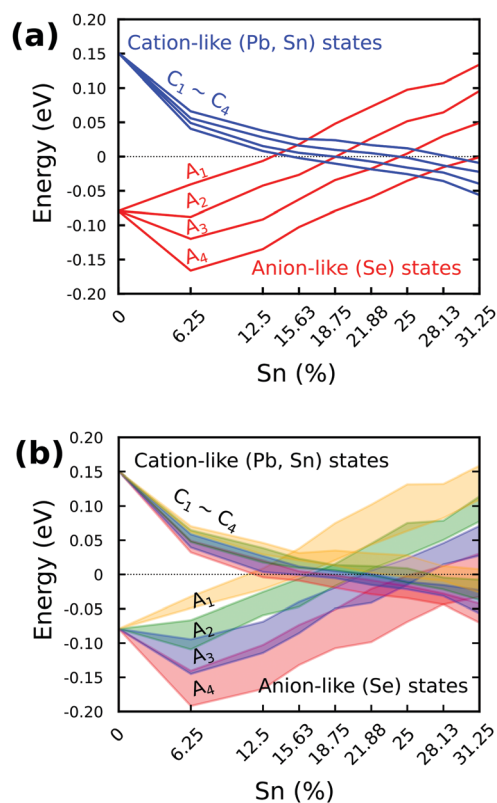 (a)
0.20
0.15
0.10
0.05
0
-0.05
-0.10
-0.15
-0.20
Energy (eV)
Cation-like (Pb, Sn) states
C1 ~ C4
A1
A2
A3
A4
Anion-like (Se) states
0
6.25
12.5
15.63
18.75
21.88
25
28.13
31.25
Sn (%)
(b)
0.20
0.15
0.10
0.05
0
-0.05
-0.10
-0.15
-0.20
Energy (eV)
Cation-like (Pb, Sn) states
C1 ~ C4
A1
A2
A3
A4
Anion-like (Se) states
0
6.25
12.5
15.63
18.75
21.88
25
28.13
31.25
Sn (%)